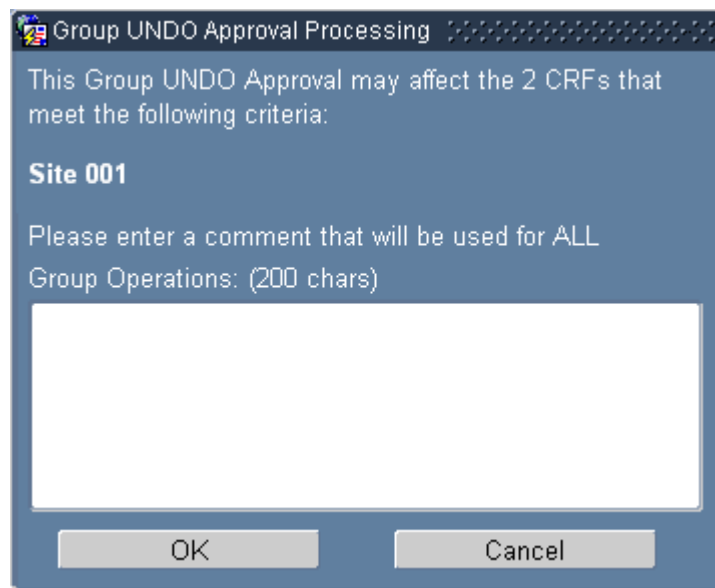 Group UNDO Approval Processing
This Group UNDO Approval may affect the 2 CRFs that
meet the following criteria:
Site 001
Please enter a comment that will be used for ALL
Group Operations: (200 chars)
OK
Cancel